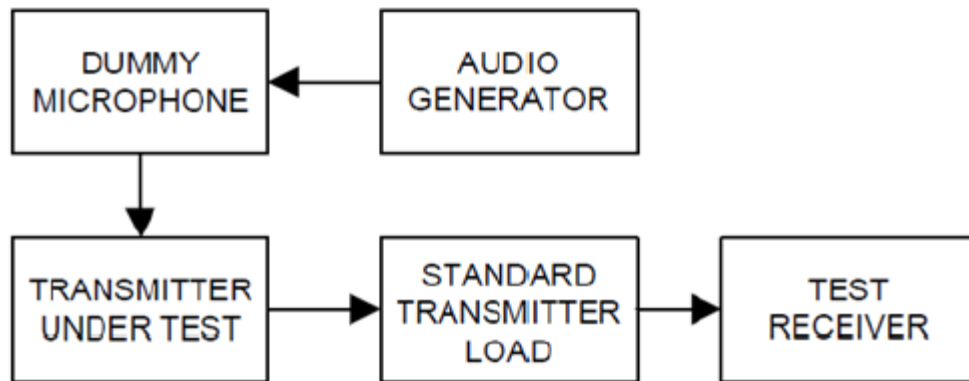 DUMMY
MICROPHONE
AUDIO
GENERATOR
TRANSMITTER
UNDER TEST
STANDARD
TRANSMITTER
LOAD
TEST
RECEIVER